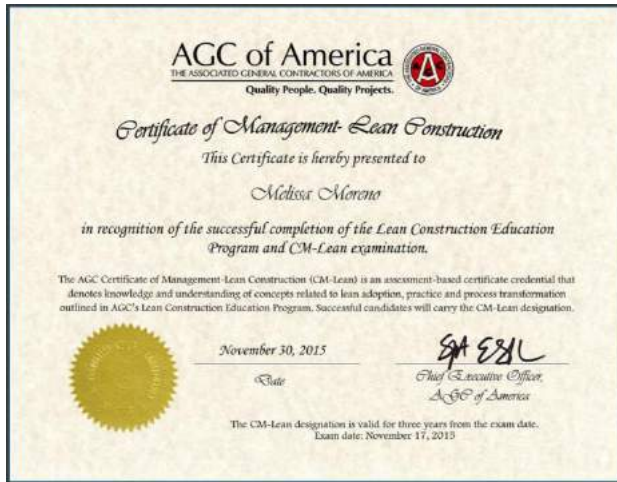 AGC of America
THE ASSOCIATED GENERAL CONTRACTORS OF AMERICA
Quality People. Quality Projects.
Certificate of Management- Lean Construction
This Certificate is hereby presented to
Melissa Moreno
in recognition of the successful completion of the Lean Construction Education
Program and CM-Lean examination.
The AGC Certificate of Management-Lean Construction (CM-Lean) is an assessment-based certificate credential that
denotes knowledge and understanding of concepts related to lean adoption, practice and process transformation
outlined in AGC's Lean Construction Education Program. Successful candidates will carry the CM-Lean designation.
November 30, 2015
Date
Chief Executive Officer,
AGC of America
The CM-Lean designation is valid for three years from the exam date.
Exam date: November 17, 2015